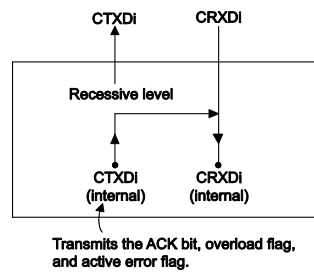 CTXDi CRXDi
Recessive level
CTXDi CRXDi
(internal) (internal)
Transmits the ACK bit, overload flag,
and active error flag.